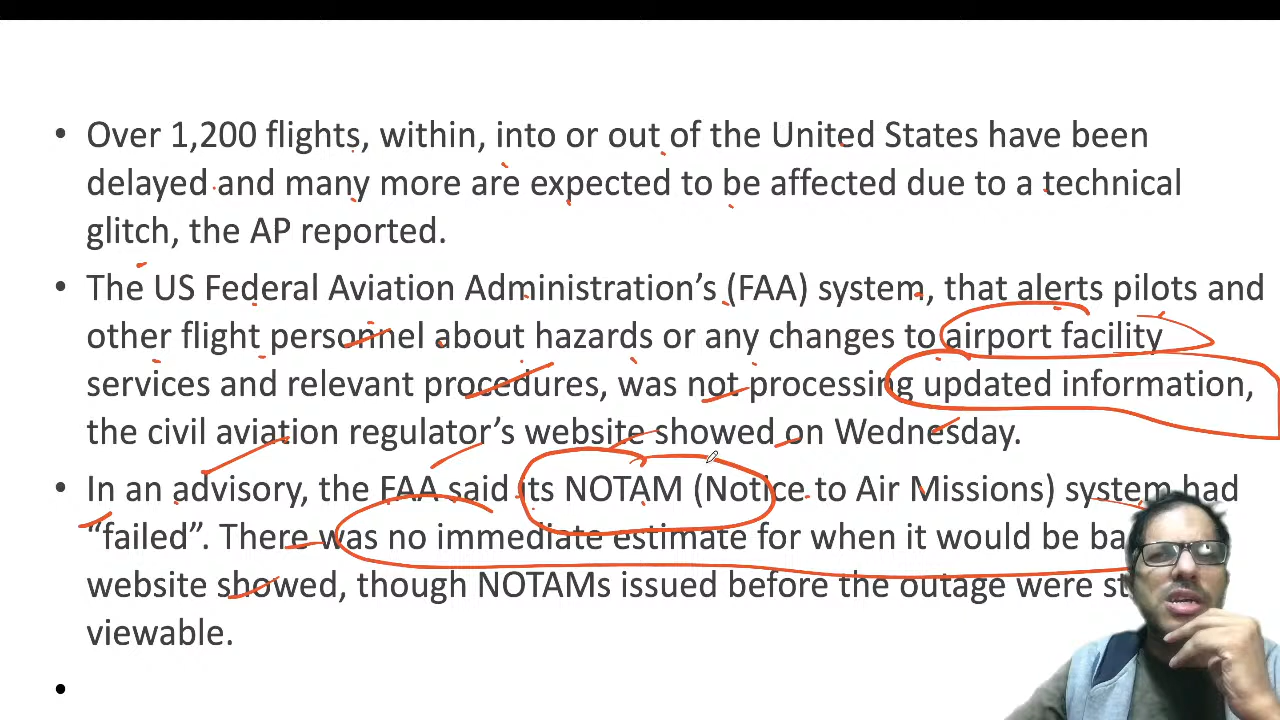 • Over 1,200 flights, within, into or out of the United States have been
delayed and many more are expected to be affected due to a technical
glitch, the AP reported.
• The US Federal Aviation Administration’s (FAA) system, that alerts pilots and
other flight personnel about hazards or any changes to airport facility
services and relevant procedures, was not processing updated information,
the civil aviation regulator’s website showed on Wednesday.
• In an advisory, the FAA said its NOTAM (Notice to Air Missions) system had
“failed”. There was no immediate estimate for when it would be
website showed, though NOTAMs issued before the outage were
viewable.
•